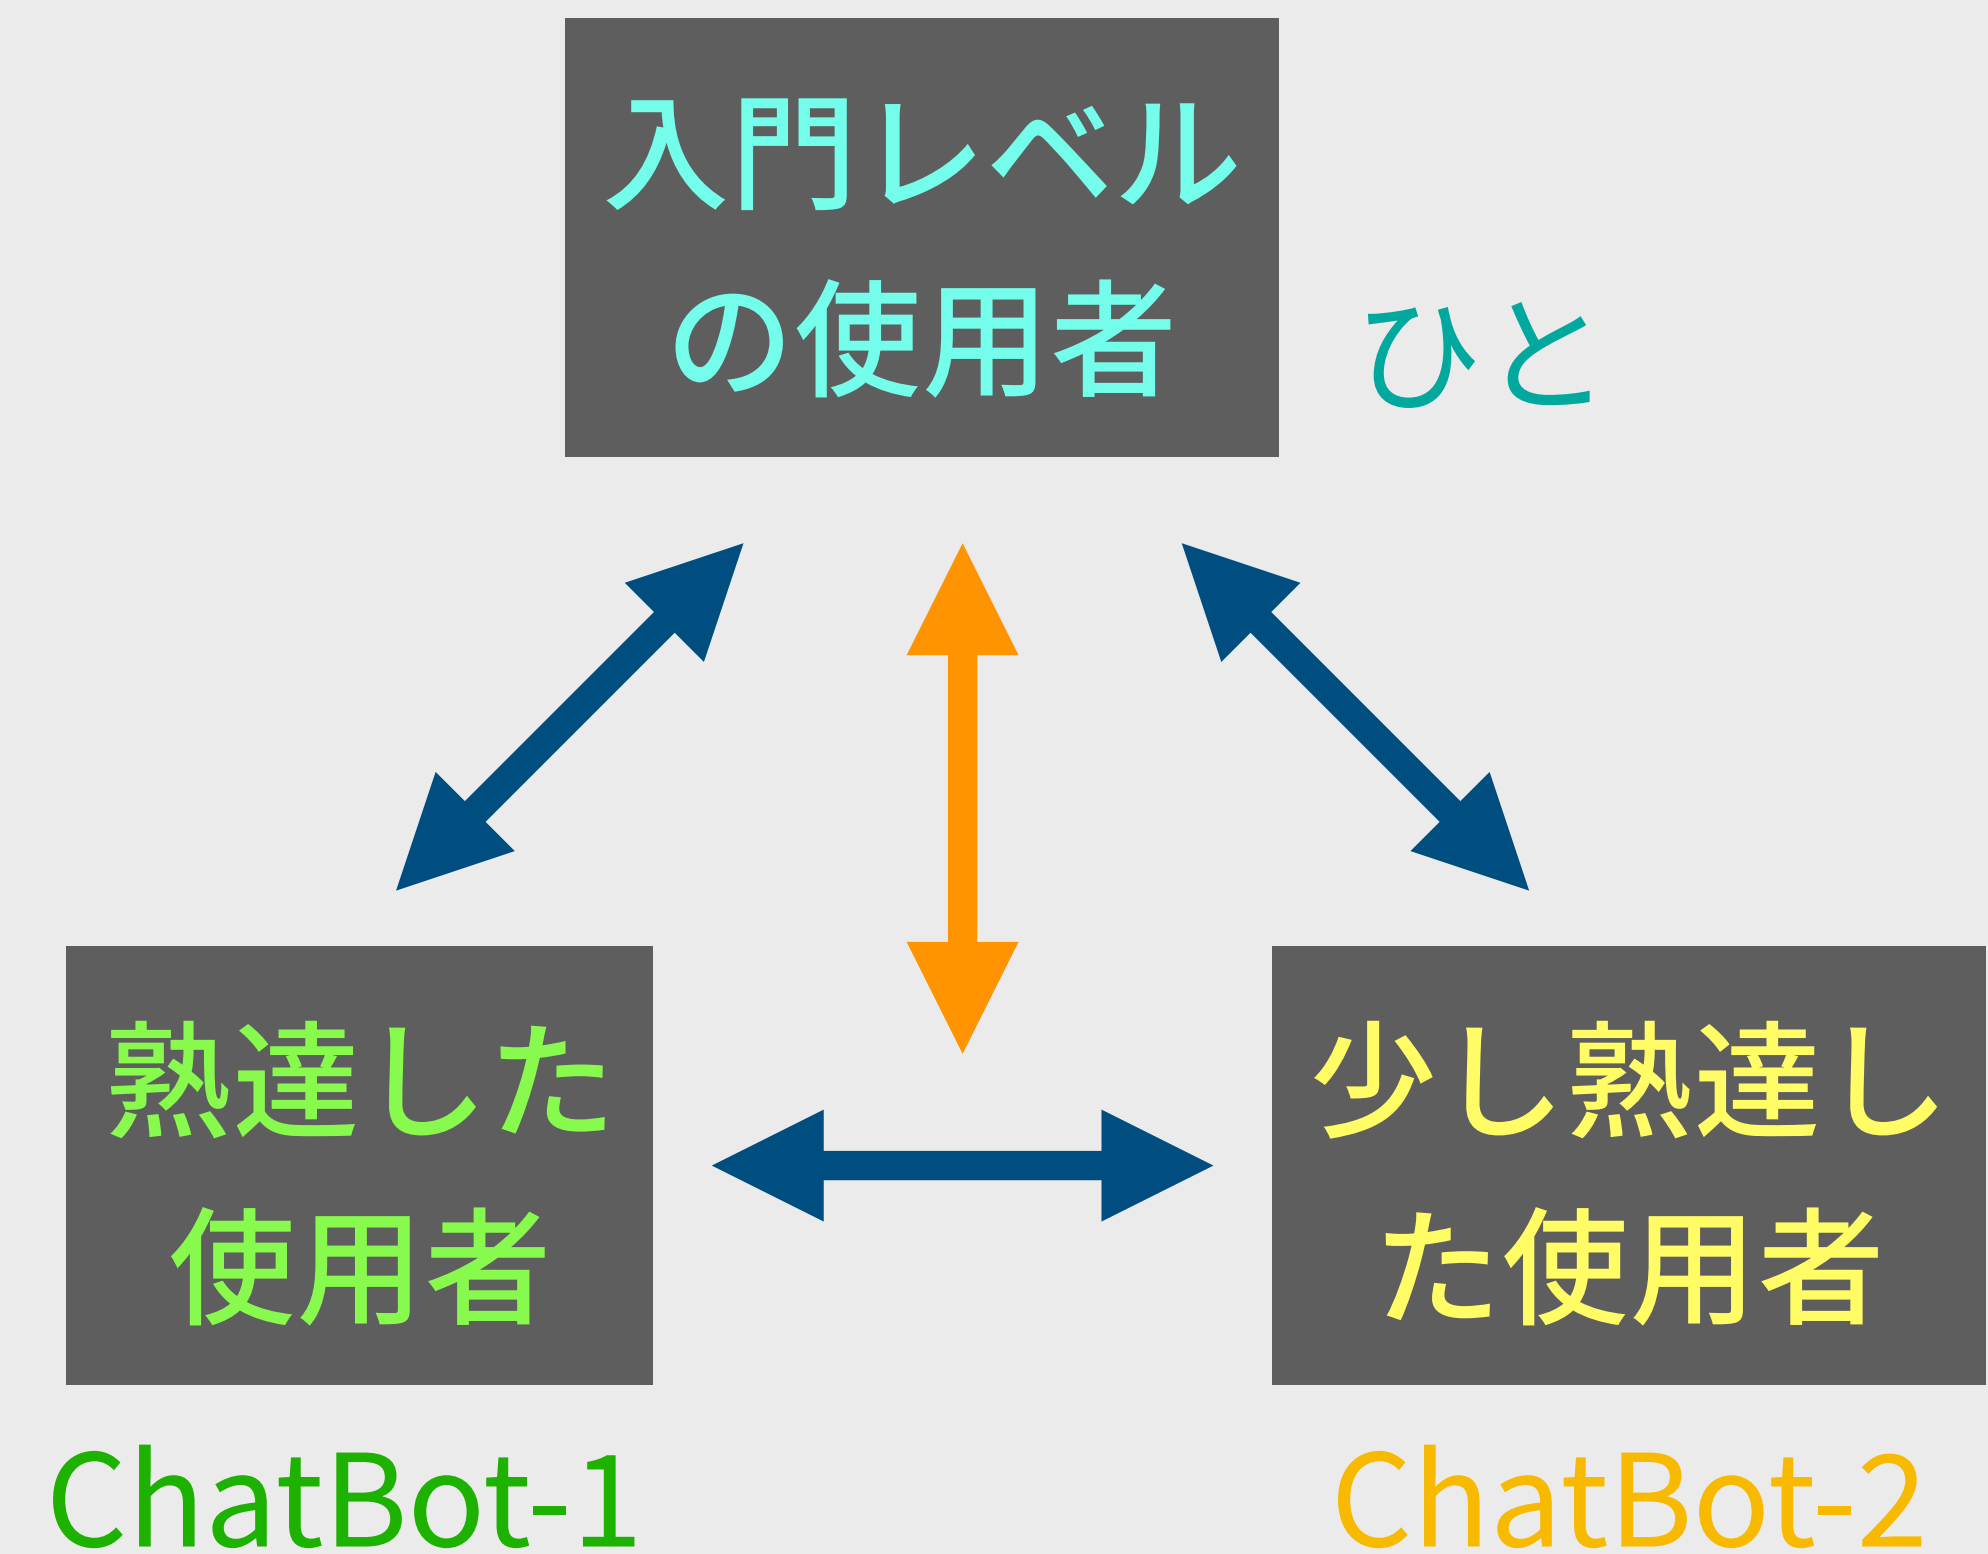 入門レベル
の使用者
ひと
熟達した
使用者
少し熟達し
た使用者
ChatBot-1
ChatBot-2